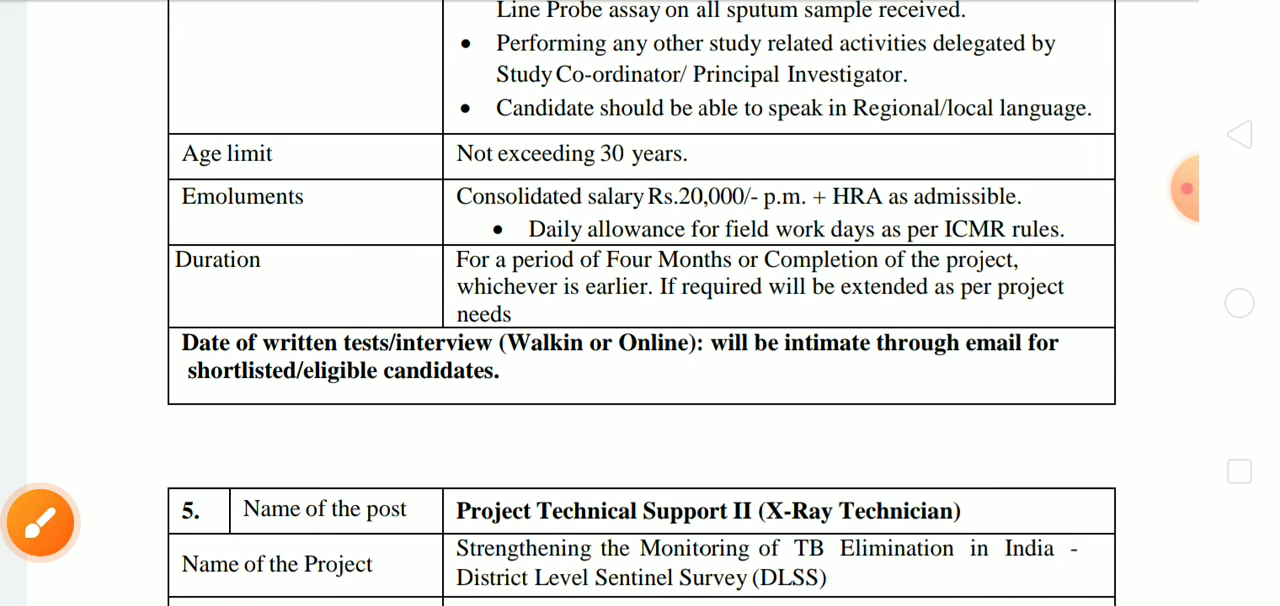 Line Probe assay on all sputum sample received.
• Performing any other study related activities delegated by
Study Co-ordinator/ Principal Investigator.
• Candidate should be able to speak in Regional/local language.
Age limit Not exceeding 30 years.
Emoluments Consolidated salary Rs.20,000/- p.m. + HRA as admissible.
• Daily allowance for field work days as per ICMR rules.
Duration For a period of Four Months or Completion of the project,
whichever is earlier. If required will be extended as per project
needs
Date of written tests/interview (Walkin or Online): will be intimate through email for
shortlisted/eligible candidates.
5. Name of the post Project Technical Support II (X-Ray Technician)
Name of the Project Strengthening the Monitoring of TB Elimination in India -
District Level Sentinel Survey (DLSS)